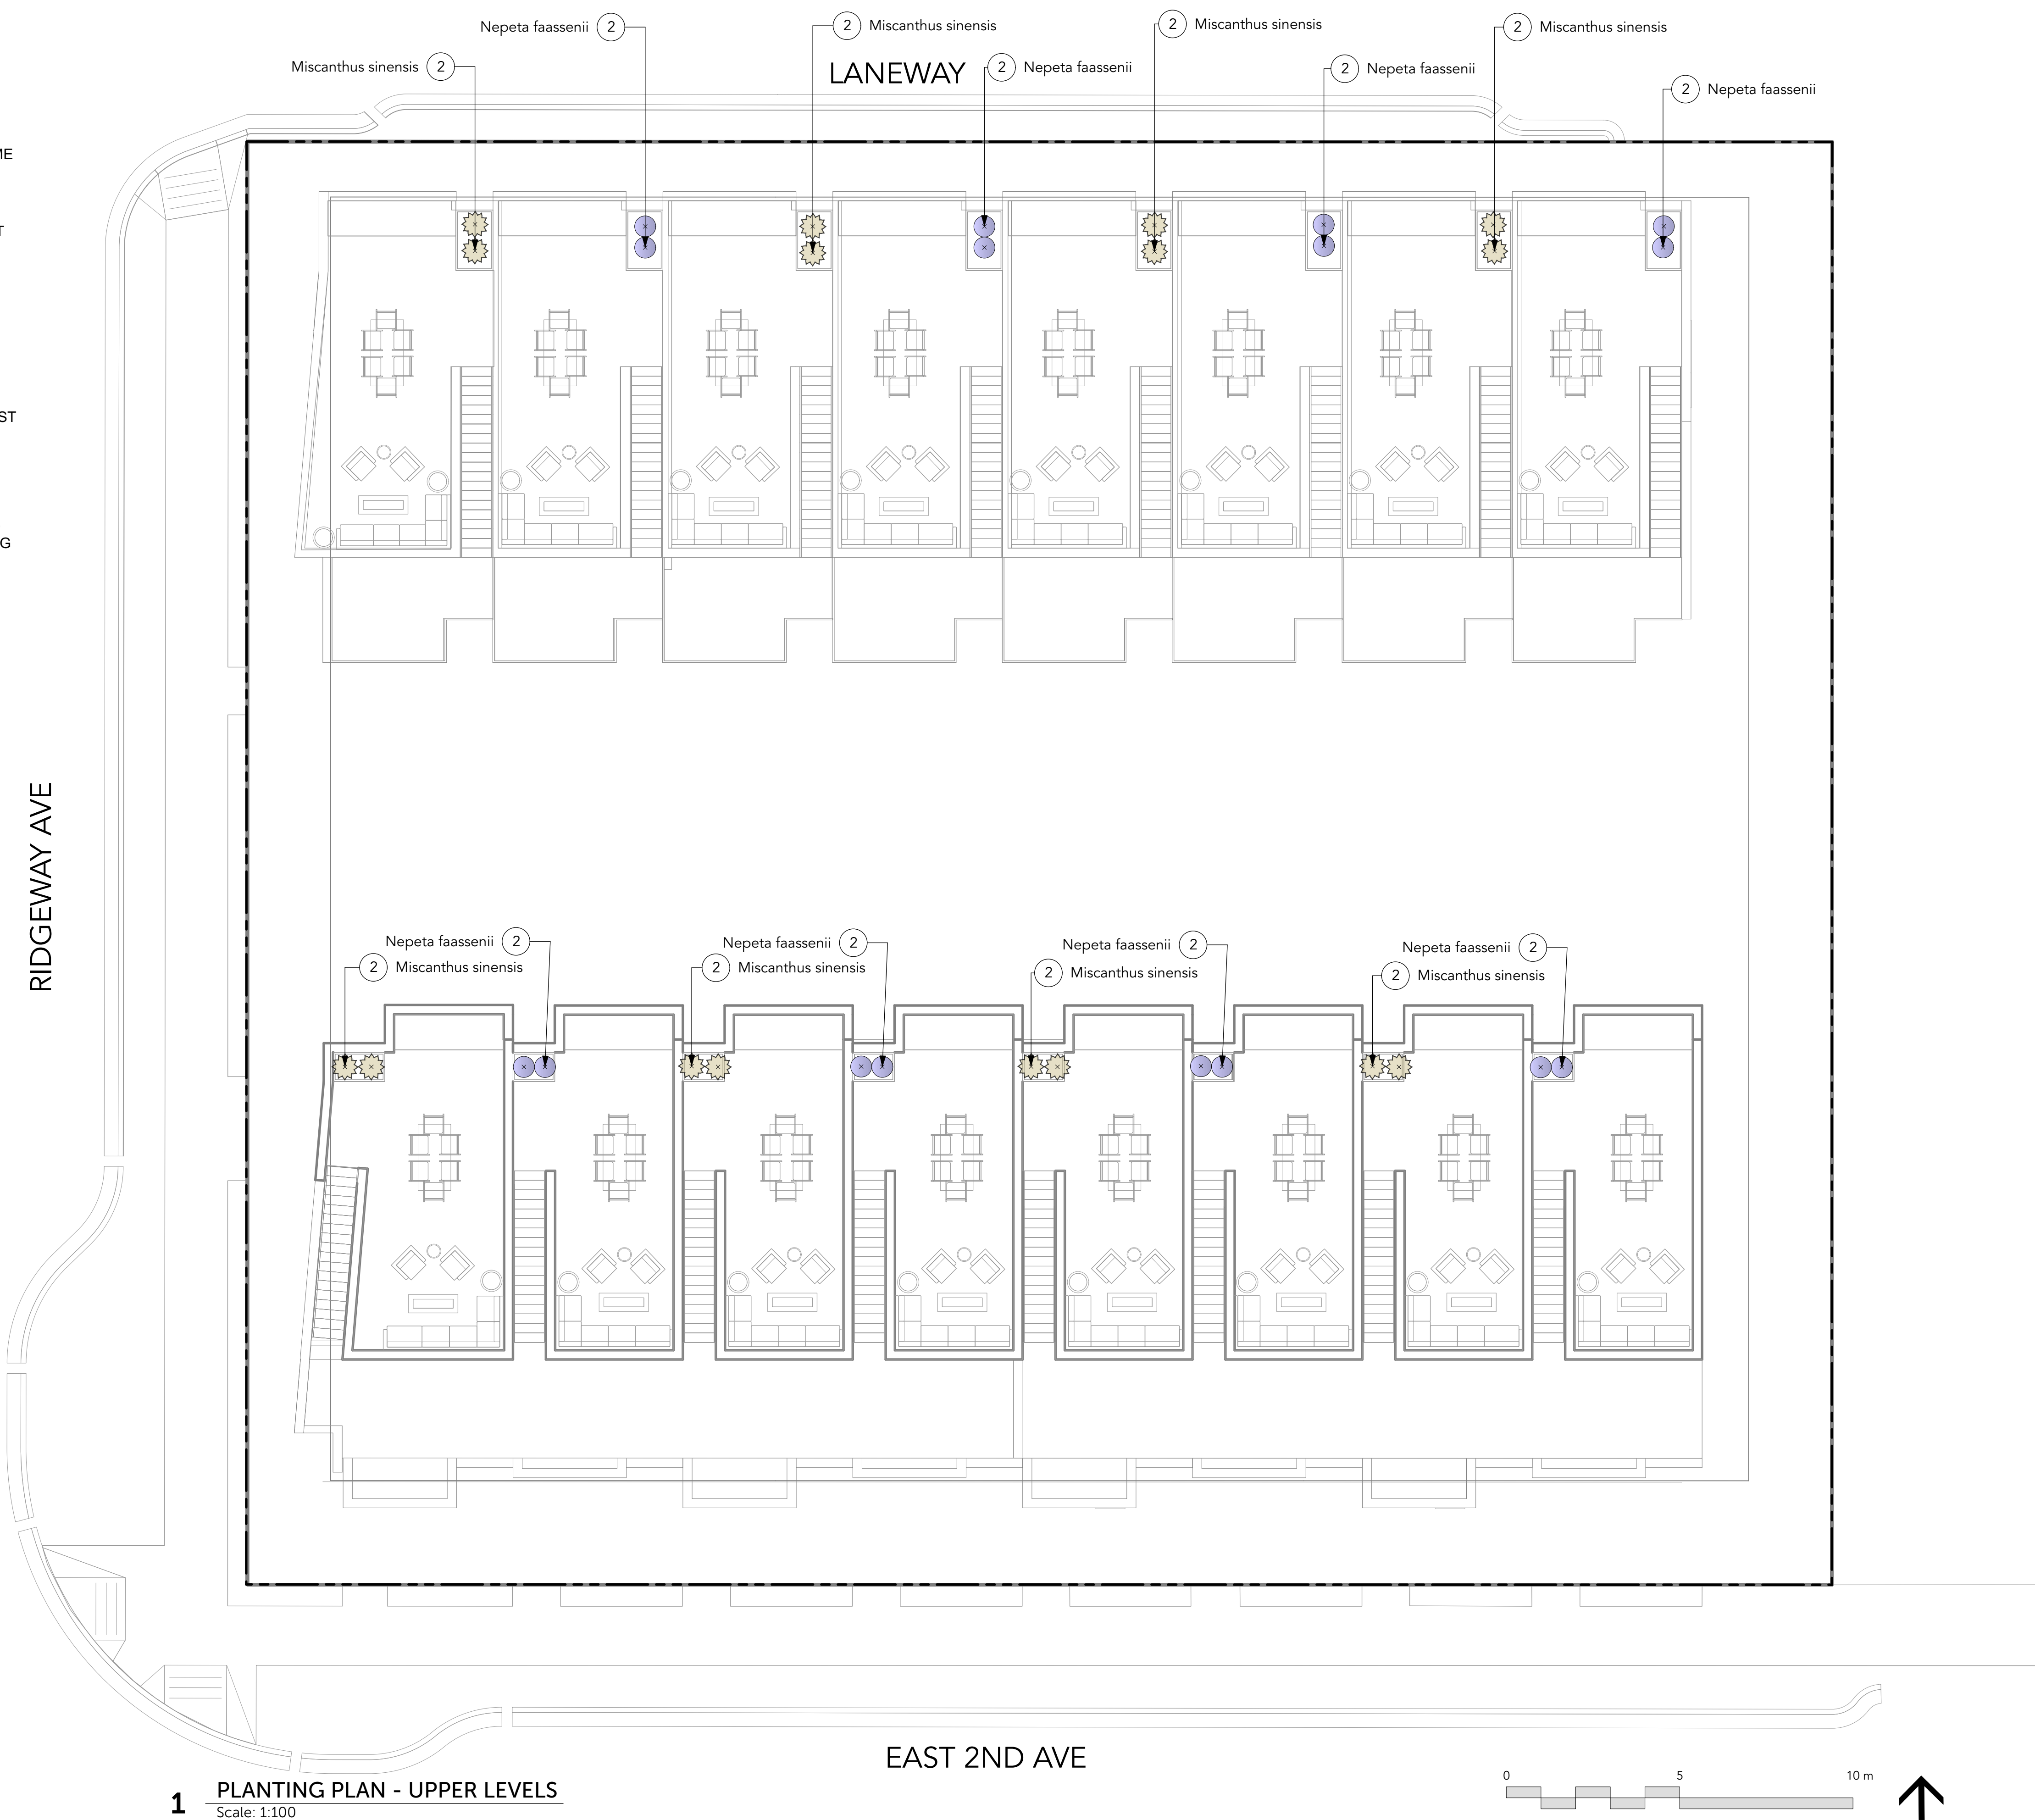 Nepeta faassenii 2
2 Miscanthus sinensis
2 Miscanthus sinensis
2 Miscanthus sinensis
Miscanthus sinensis 2
LANEWAY
2 Nepeta faassenii
2 Nepeta faassenii
2 Nepeta faassenii
RIDGEWAY AVE
Nepeta faassenii 2
2 Miscanthus sinensis
Nepeta faassenii 2
2 Miscanthus sinensis
Nepeta faassenii 2
2 Miscanthus sinensis
Nepeta faassenii 2
2 Miscanthus sinensis
EAST 2ND AVE
1 PLANTING PLAN - UPPER LEVELS
Scale: 1:100
0 5 10 m